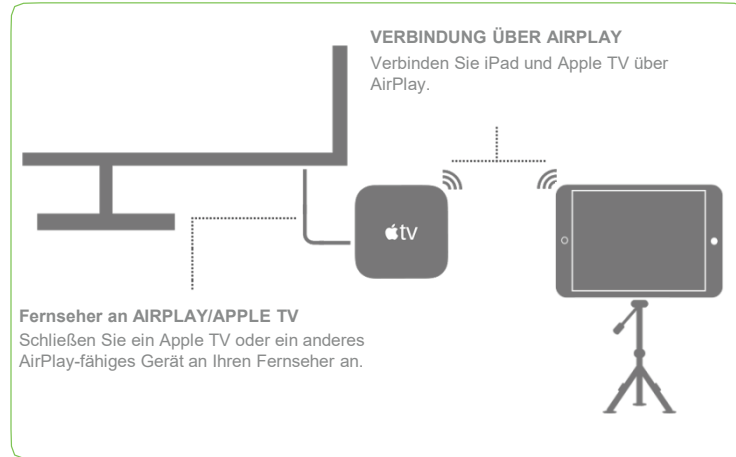 VERBINDUNG ÜBER AIRPLAY
Verbinden Sie iPad und Apple TV über
AirPlay.
tv
Fernseher an AIRPLAY/APPLE TV
Schließen Sie ein Apple TV oder ein anderes
AirPlay-fähiges Gerät an Ihren Fernseher an.